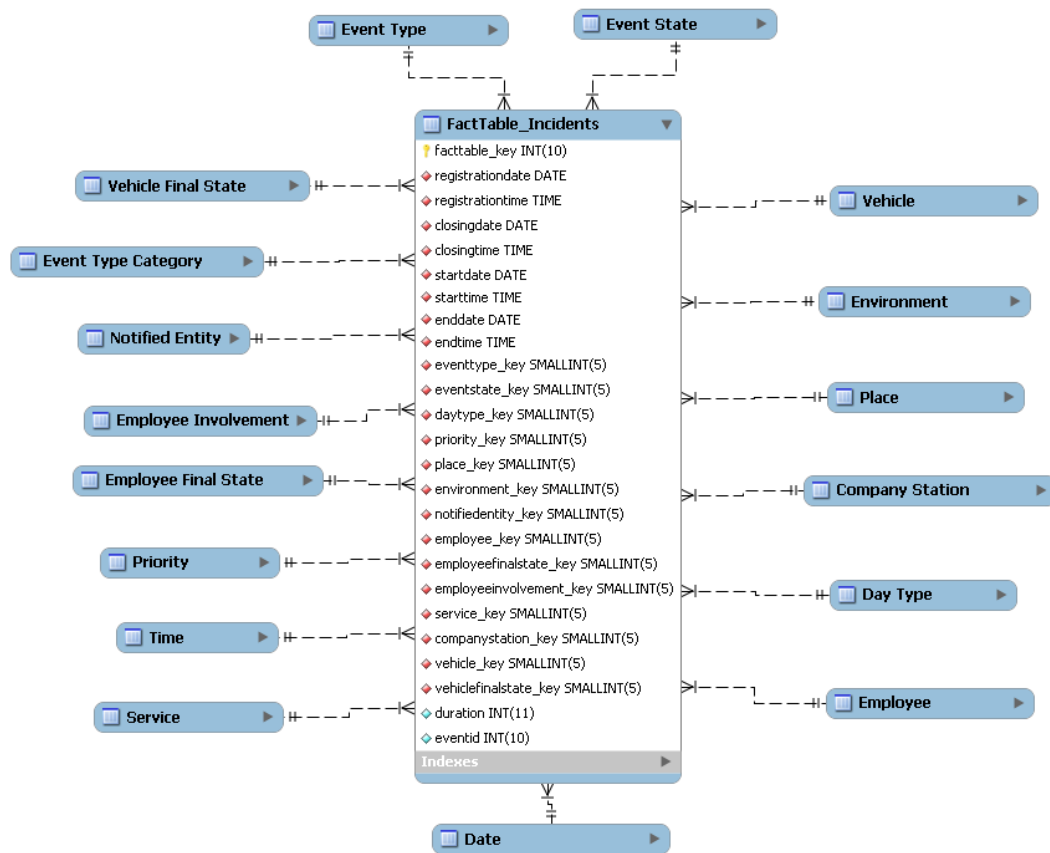 Event Type
Event State
FactTable_Incidents
facttable_key INT(10)
registrationdate DATE
registrationtime TIME
closingdate DATE
closingtime TIME
startdate DATE
starttime TIME
enddate DATE
endtime TIME
eventtype_key SMALLINT(5)
eventstate_key SMALLINT(5)
daytype_key SMALLINT(5)
priority_key SMALLINT(5)
place_key SMALLINT(5)
environment_key SMALLINT(5)
notifiedentity_key SMALLINT(5)
employee_key SMALLINT(5)
employeefinalstate_key SMALLINT(5)
employeeinvolvement_key SMALLINT(5)
service_key SMALLINT(5)
companystation_key SMALLINT(5)
vehicle_key SMALLINT(5)
vehiclefinalstate_key SMALLINT(5)
duration INT(11)
eventid INT(10)
Indexes
Vehicle Final State
Event Type Category
Notified Entity
Employee Involvement
Employee Final State
Priority
Time
Service
Vehicle
Environment
Place
Company Station
Day Type
Employee
Date